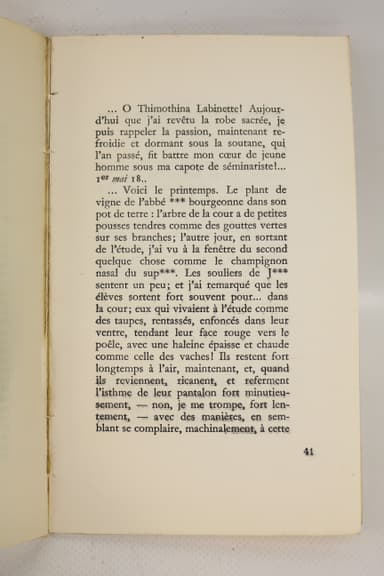 ... O Thimothina Labinette! Aujour-
d'hui que j'ai revêtu la robe sacrée, je
puis rappeler la passion, maintenant re-
froidie et dormant sous la soutane, qui
l'an passé, fit battre mon cœur de jeune
homme sous ma capote de séminariste!...
1er mai 18..
... Voici le printemps. Le plant de
vigne de l'abbé *** bourgeonne dans son
pot de terre : l'arbre de la cour a de petites
pousses tendres comme des gouttes vertes
sur ses branches; l'autre jour, en sortant
de l'étude, j'ai vu à la fenêtre du second
quelque chose comme le champignon
nasal du sup***. Les souliers de J***
sentent un peu; et j'ai remarqué que les
élèves sortent fort souvent pour... dans
la cour; eux qui vivaient à l'étude comme
des taupes, rentassés, enfoncés dans leur
ventre, tendant leur face rouge vers le
poêle, avec une haleine épaisse et chaude
comme celle des vaches! Ils restent fort
longtemps à l'air, maintenant, et, quand
ils reviennent, ricanent, et referment
l'isthme de leur pantalon fort minutieu-
sement, — non, je me trompe, fort len-
tement, — avec des manières, en sem-
blant se complaire, machinalement, à cette
41